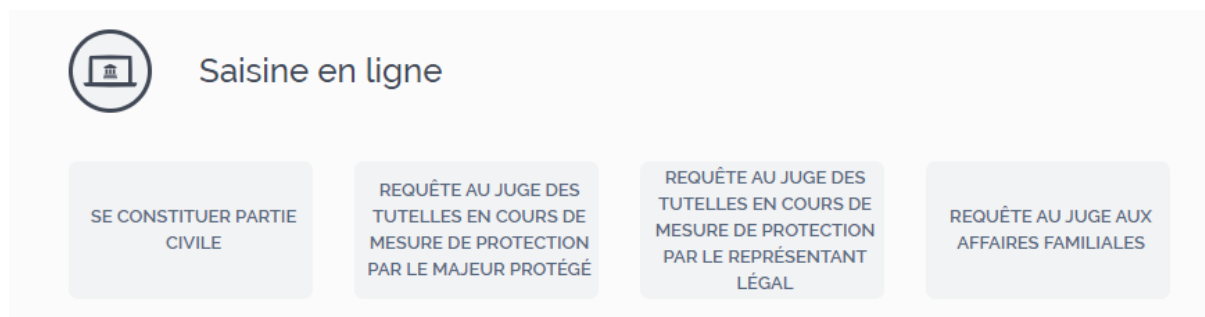 Saisine en ligne
SE CONSTITUER PARTIE
CIVILE
REQUÊTE AU JUGE DES
TUTELLES EN COURS DE
MESURE DE PROTECTION
PAR LE MAJEUR PROTÉGÉ
REQUÊTE AU JUGE DES
TUTELLES EN COURS DE
MESURE DE PROTECTION
PAR LE REPRÉSENTANT
LÉGAL
REQUÊTE AU JUGE AUX
AFFAIRES FAMILIALES